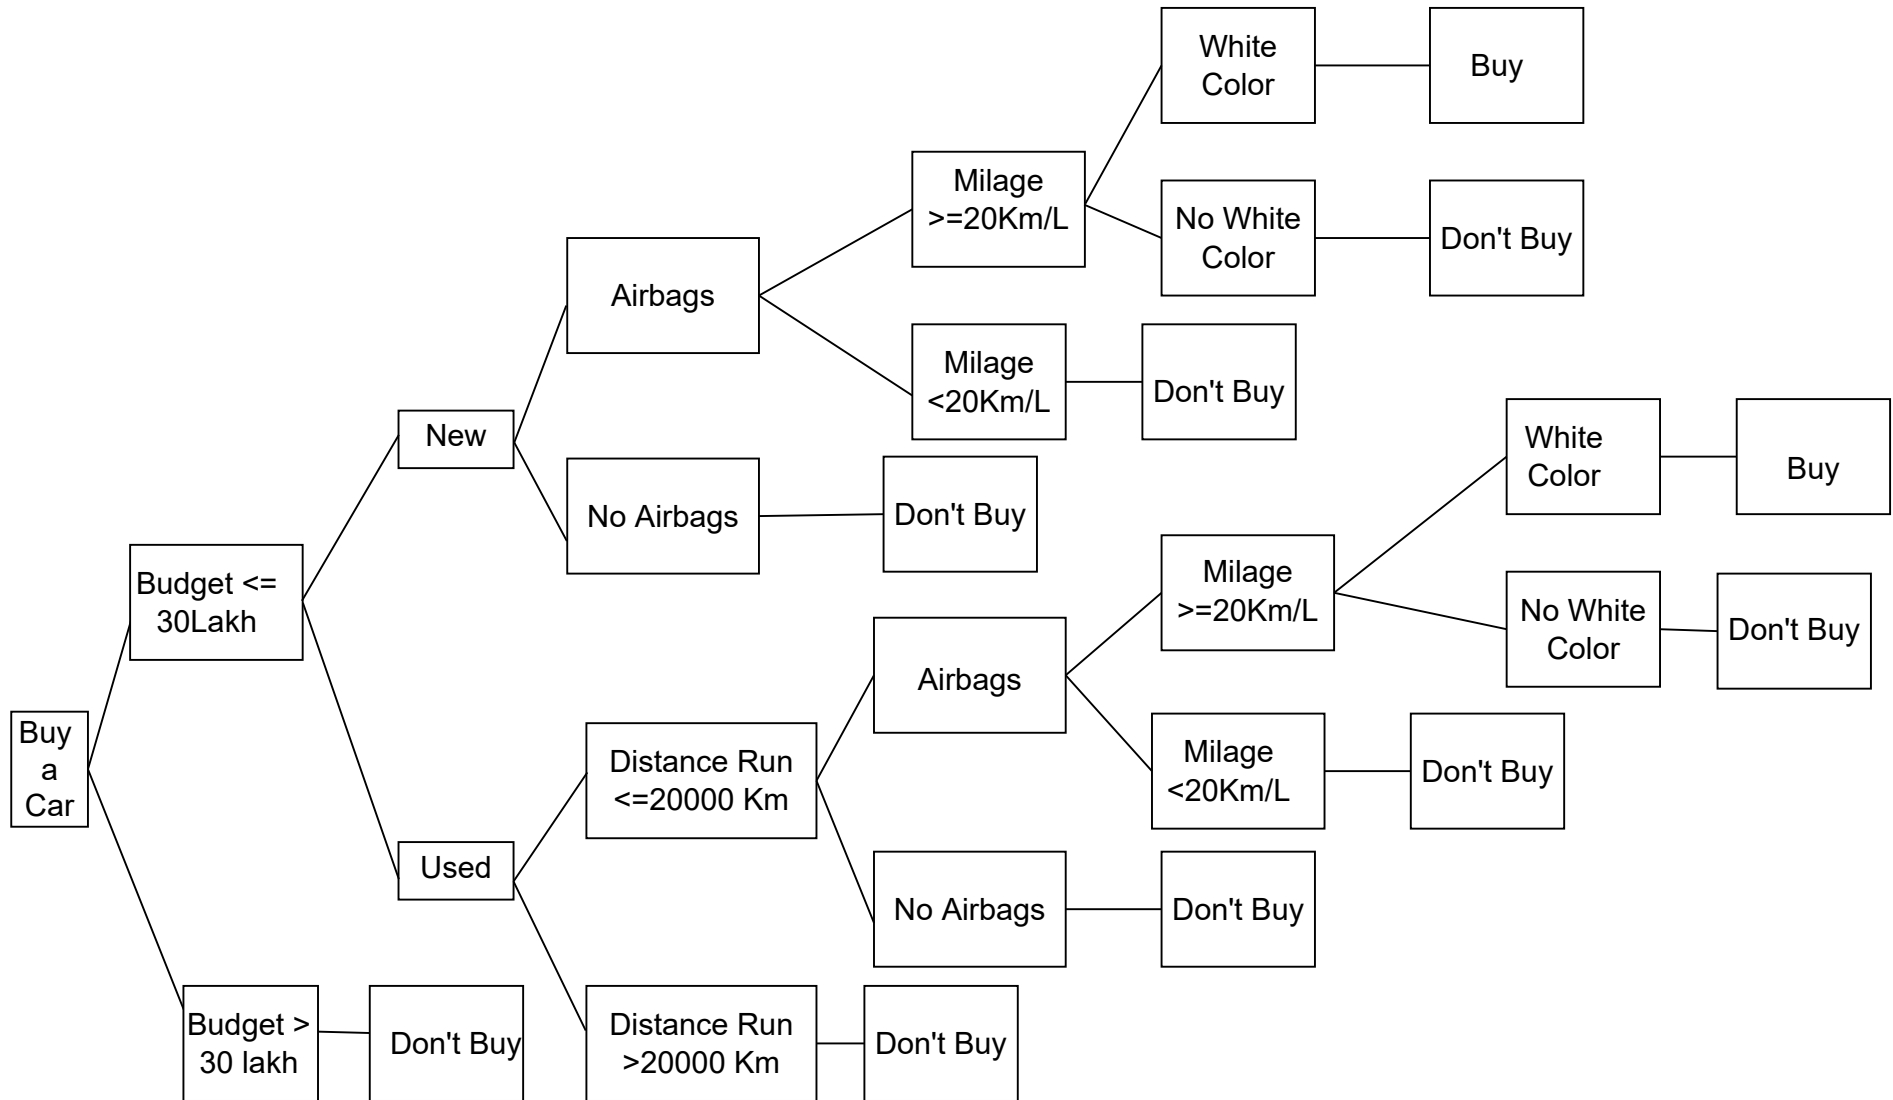 White
Color
Buy
Milage
>=20Km/L
No White
Color
Don't Buy
Airbags
Milage
<20Km/L
Don't Buy
New
White
Color
Buy
No Airbags
Don't Buy
Budget <=
30Lakh
Milage
>=20Km/L
No White
Color
Don't Buy
Airbags
Buy
a
Car
Distance Run
<=20000 Km
Milage
<20Km/L
Don't Buy
Used
No Airbags
Don't Buy
Budget >
30 lakh
Don't Buy
Distance Run
>20000 Km
Don't Buy